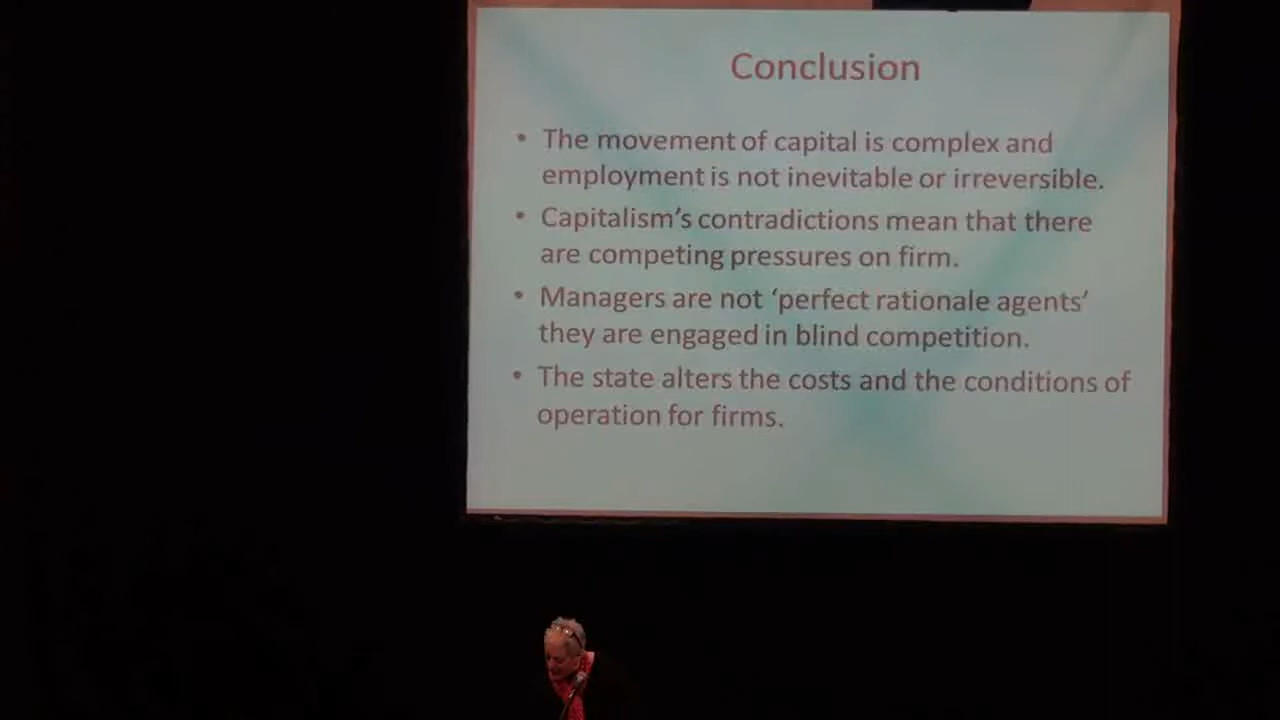 Conclusion
• The movement of capital is complex and
employment is not inevitable or irreversible.
• Capitalism's contradictions mean that there
are competing pressures on firm.
• Managers are not ‘perfect rationale agents’
they are engaged in blind competition.
• The state alters the costs and the conditions of
operation for firms.